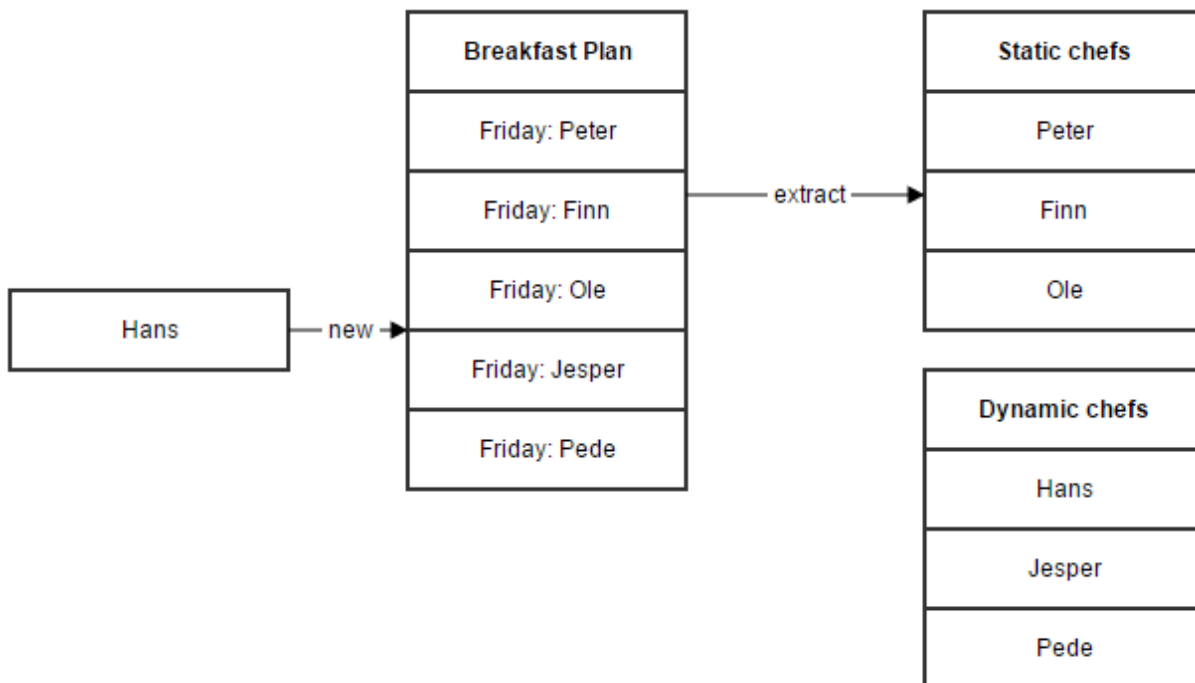 Hans
new
Breakfast Plan
Friday: Peter
Friday: Finn
Friday: Ole
Friday: Jesper
Friday: Pede
extract
Static chefs
Peter
Finn
Ole
Dynamic chefs
Hans
Jesper
Pede